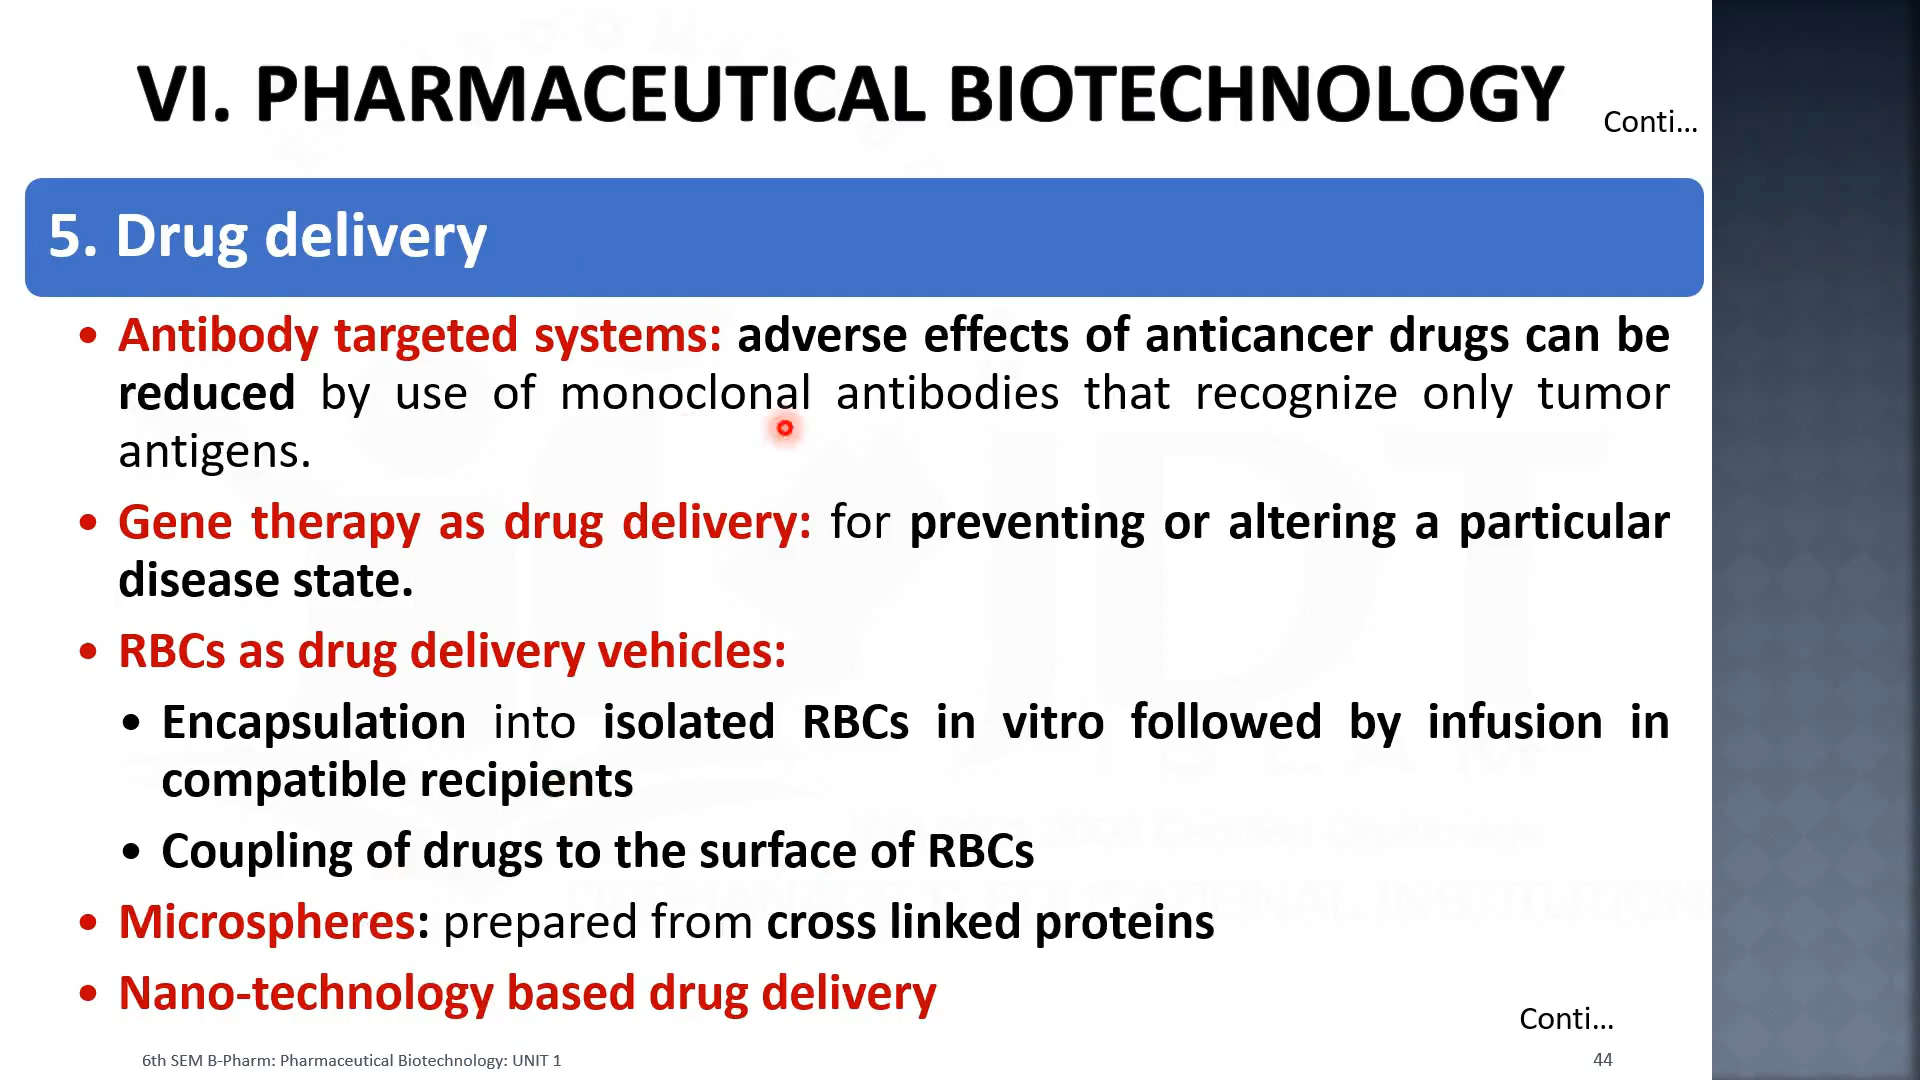 VI. PHARMACEUTICAL BIOTECHNOLOGY
Conti...
5. Drug delivery
• Antibody targeted systems: adverse effects of anticancer drugs can be
reduced by use of monoclonal antibodies that recognize only tumor
antigens.
• Gene therapy as drug delivery: for preventing or altering a particular
disease state.
• RBCs as drug delivery vehicles:
• Encapsulation into isolated RBCs in vitro followed by infusion in
compatible recipients
• Coupling of drugs to the surface of RBCs
• Microspheres: prepared from cross linked proteins
• Nano-technology based drug delivery
Conti...
6th SEM B-Pharm: Pharmaceutical Biotechnology: UNIT 1
44